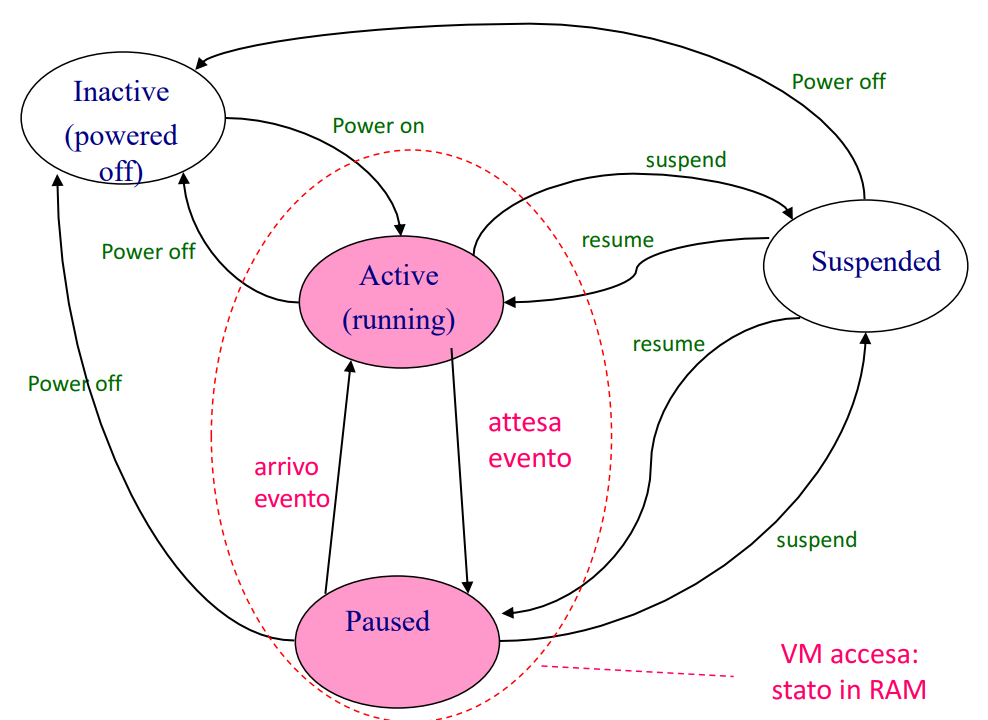 Power off
Inactive
(powered
off)
Power on
suspend
Power off
resume
Suspended
Active
(running)
resume
Power off
attesa
evento
arrivo
evento
suspend
Paused
VM accesa:
stato in RAM